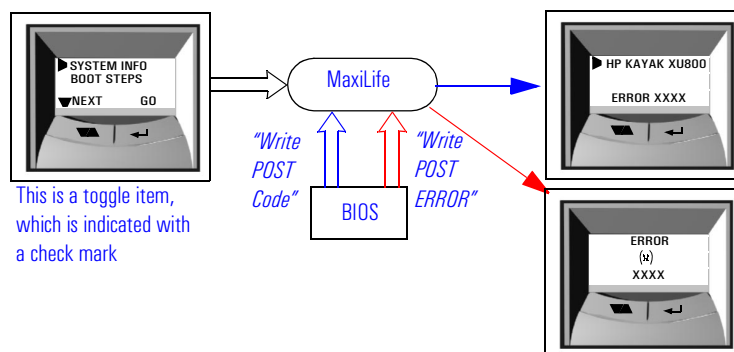 SYSTEM INFO
BOOT STEPS
NEXT GO
This is a toggle item,
which is indicated with
a check mark
MaxiLife
"Write
POST
Code"
"Write
POST
ERROR"
BIOS
HP KAYAK XU800
ERROR XXXX
ERROR
(x)
XXXX